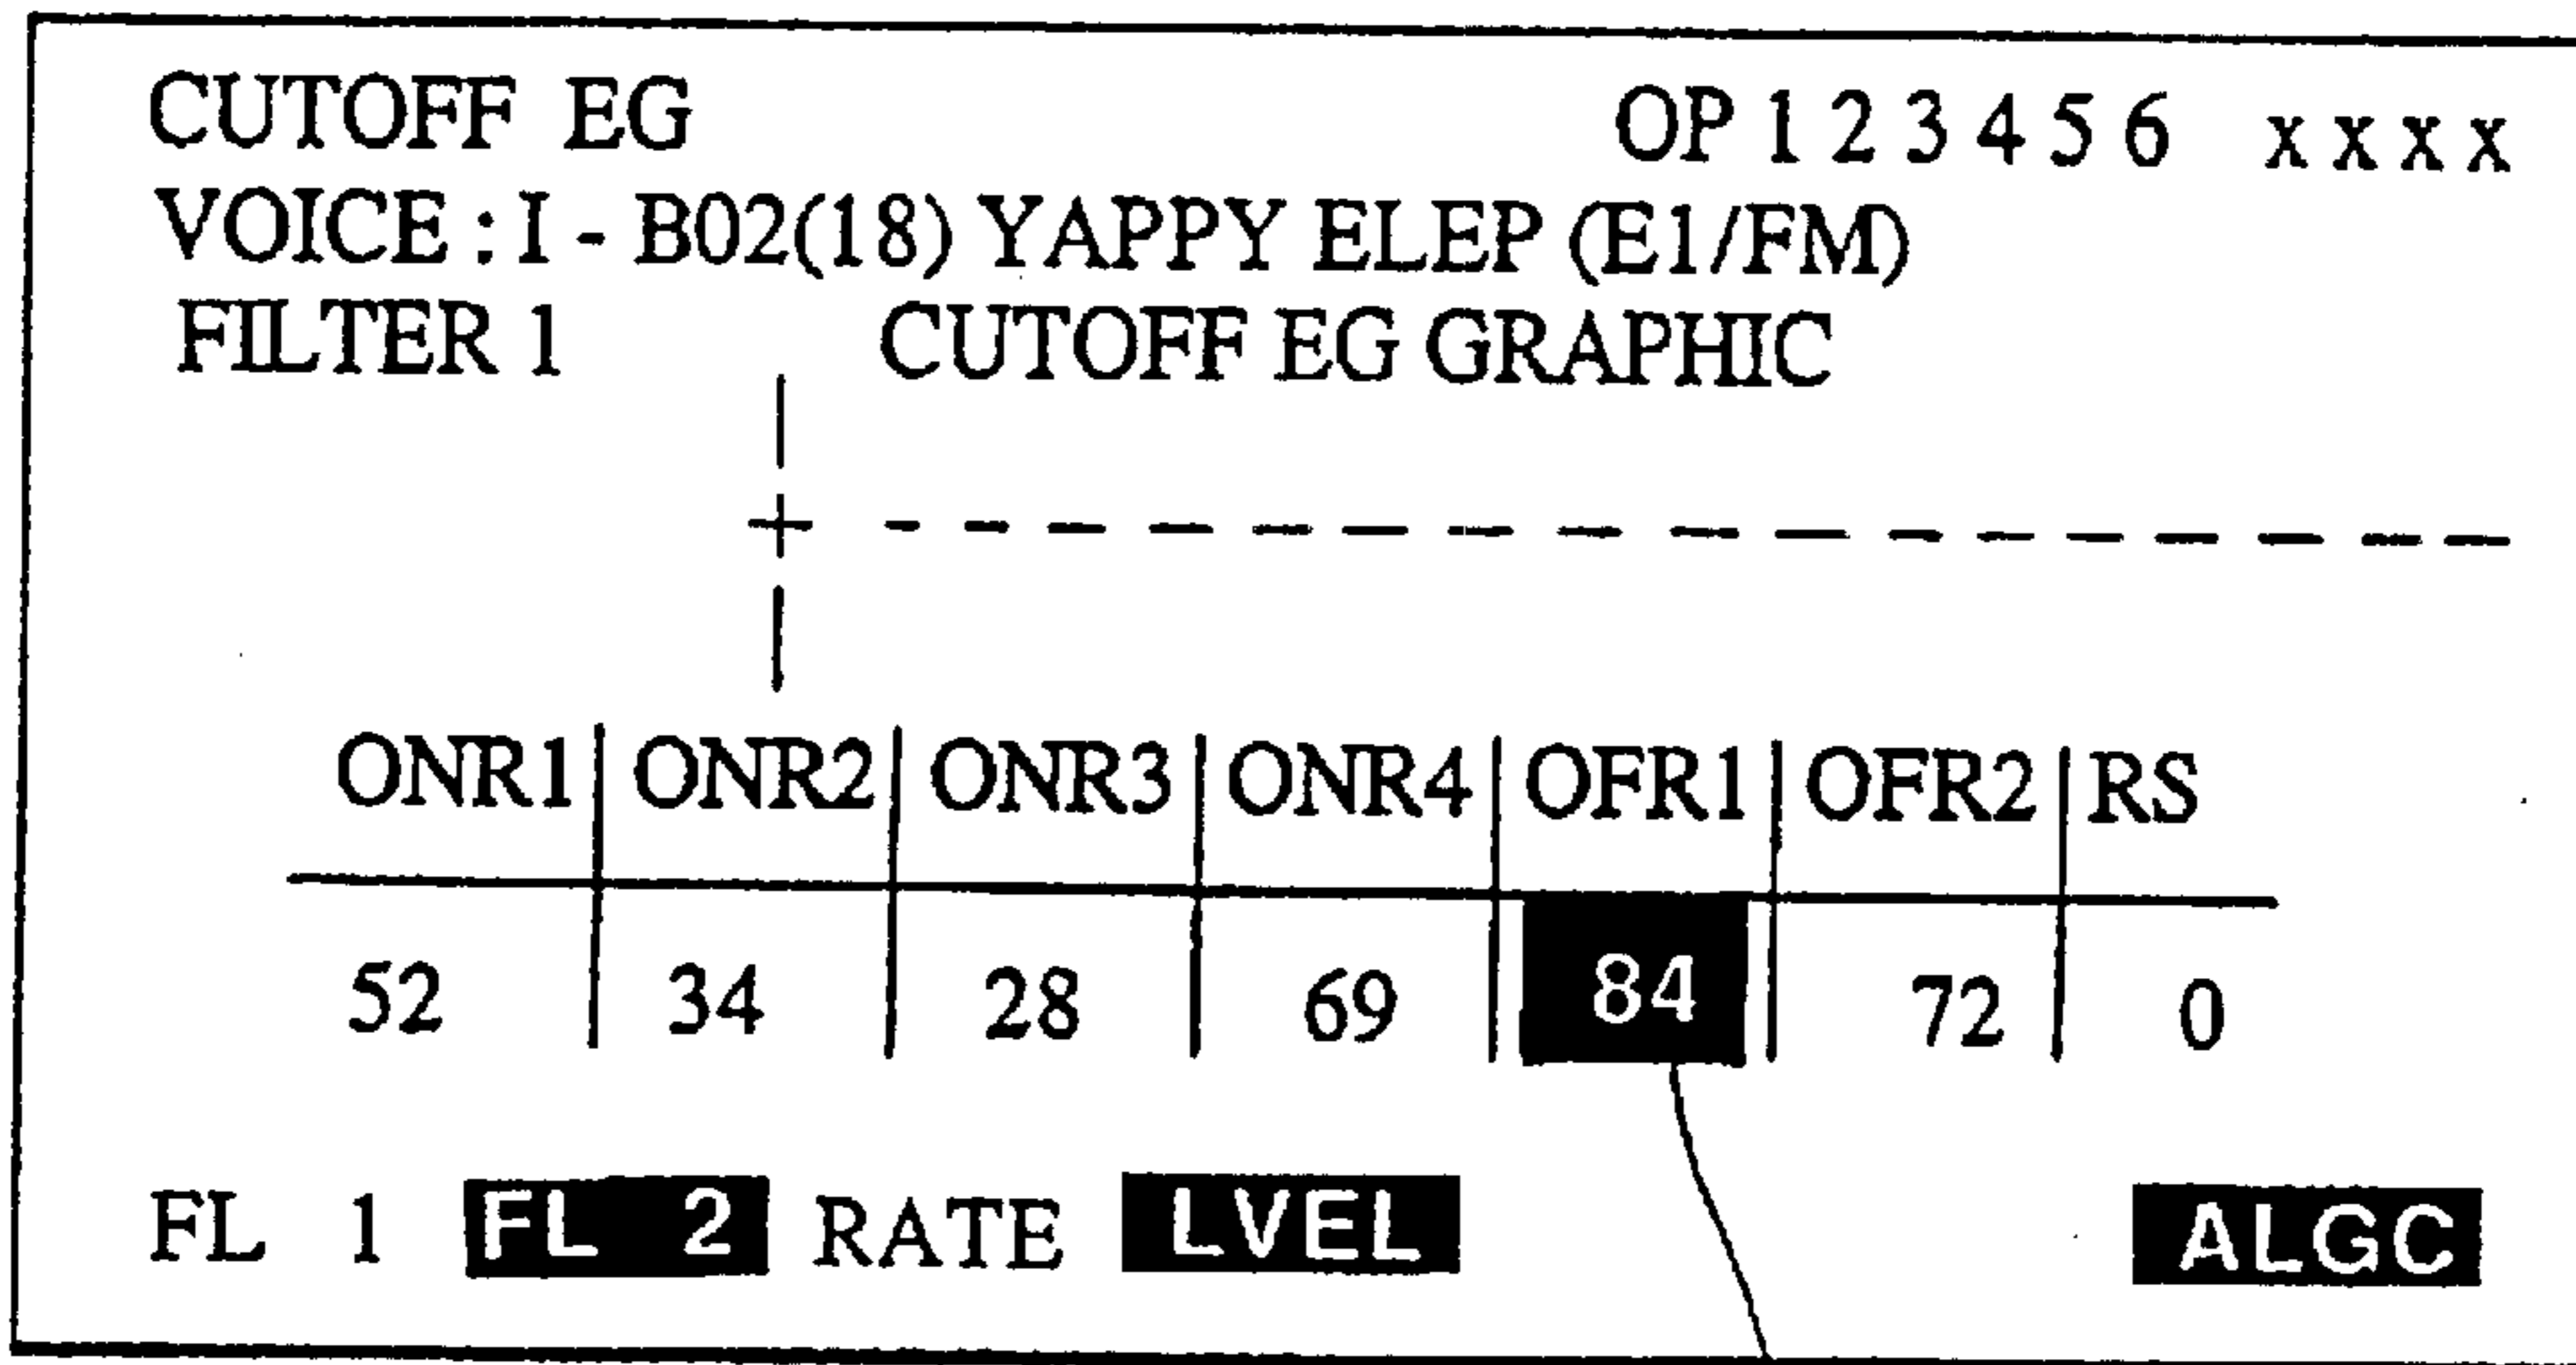 CUTOFF EG OP 1 2 3 4 5 6 x x x x
VOICE : I - B02(18) YAPPY ELEP (E1/FM)
FILTER 1 CUTOFF EG GRAPHIC
ONR1 ONR2 ONR3 ONR4 OFR1 OFR2 RS
52 34 28 69 84 72 0
FL 1 FL 2 RATE LVEL ALGC